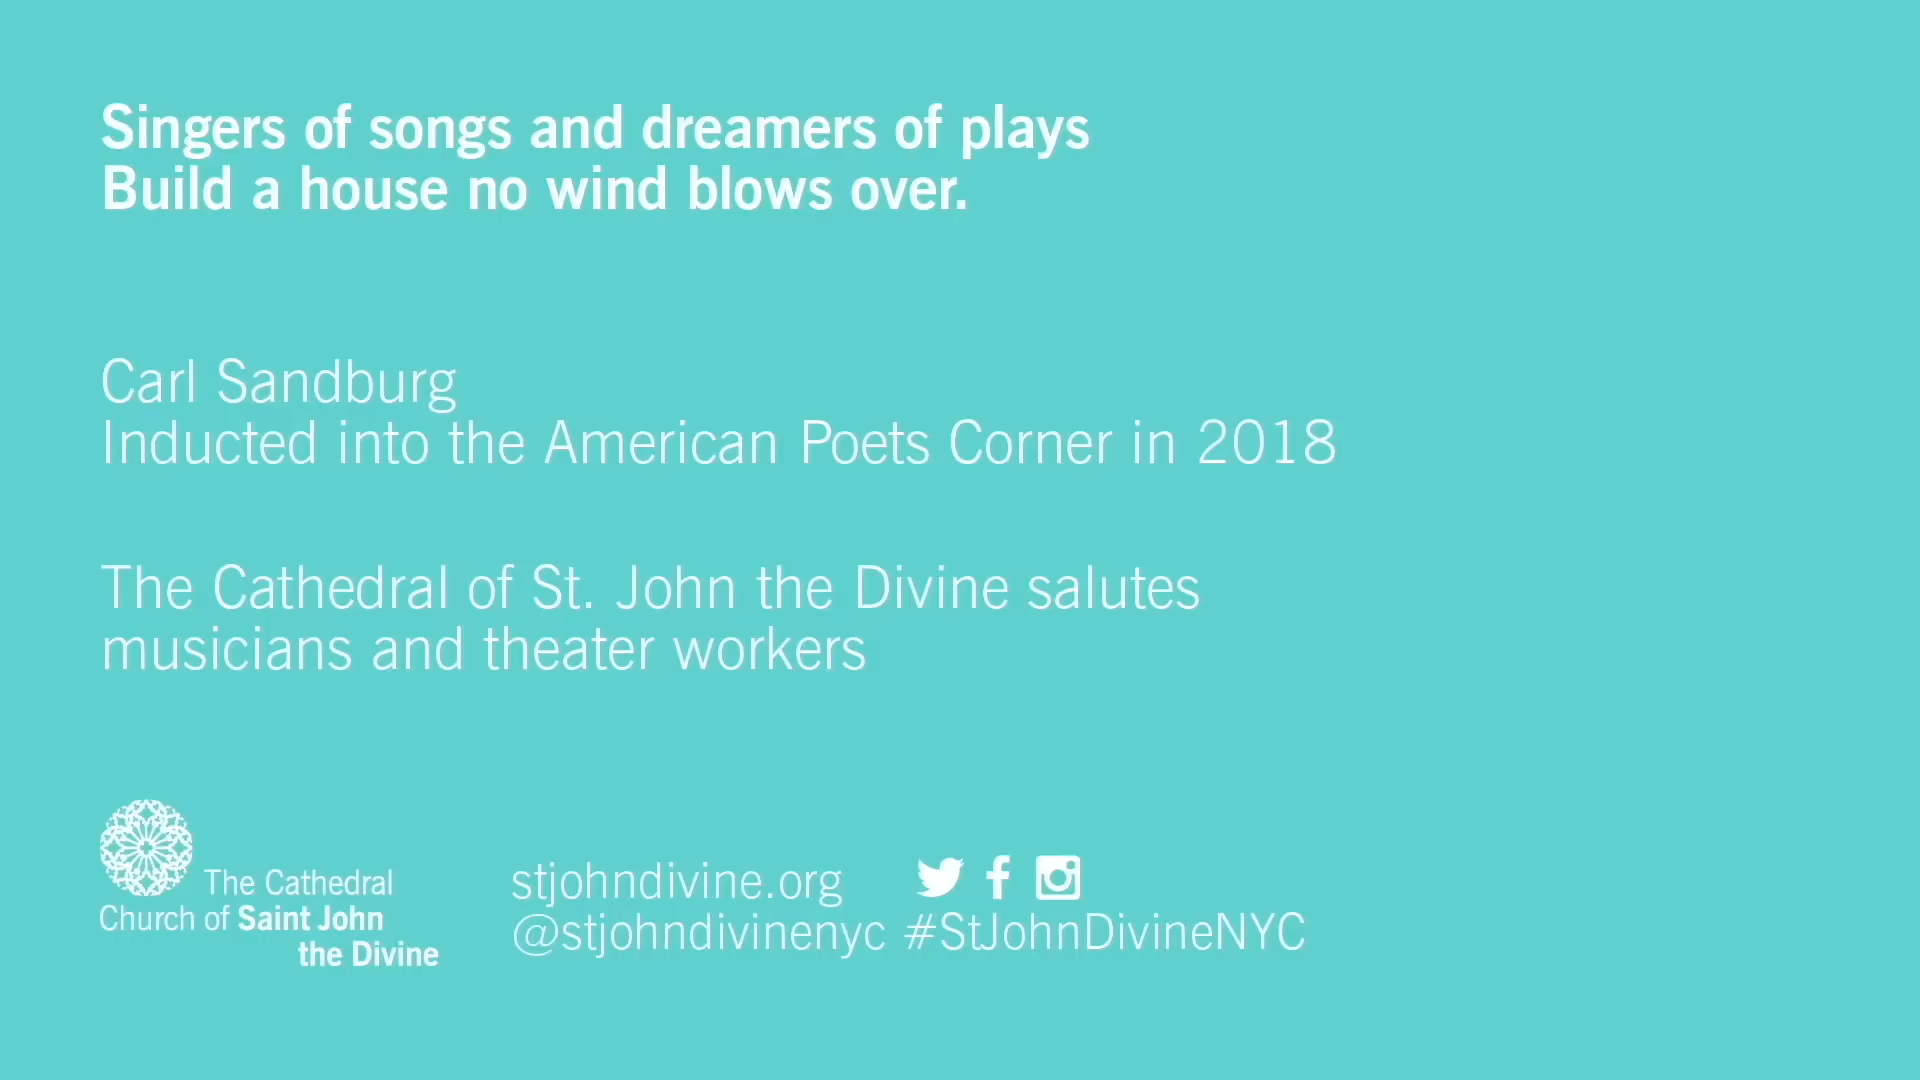 Singers of songs and dreamers of plays
Build a house no wind blows over.
Carl Sandburg
Inducted into the American Poets Corner in 2018
The Cathedral of St. John the Divine salutes
musicians and theater workers
The Cathedral
Church of Saint John
the Divine
stjohndivine.org
@stjohndivinenyc #StJohnDivineNYC